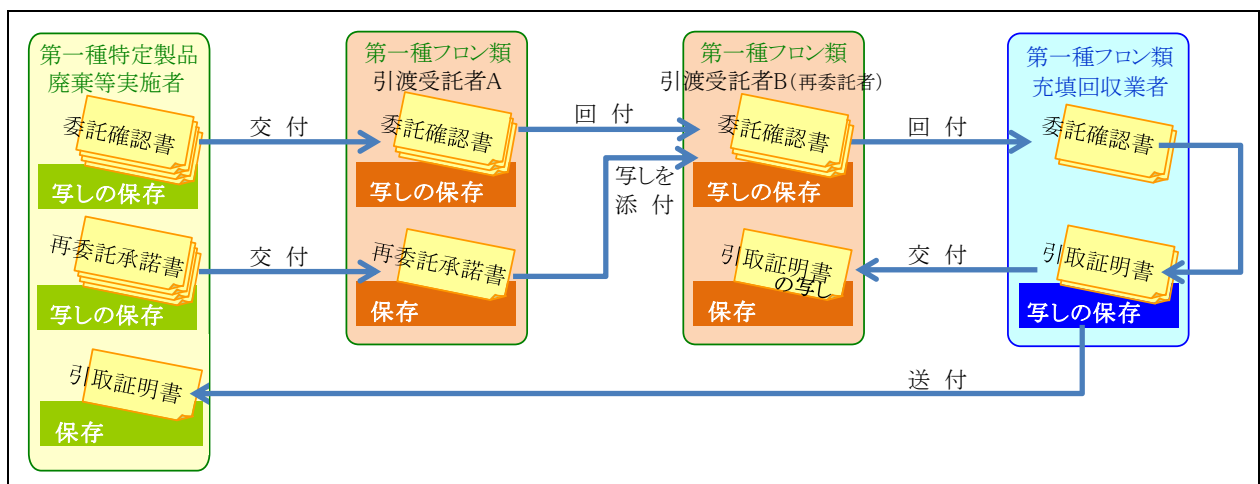 第一種特定製品
廃棄等実施者
委託確認書
写しの保存
再委託承諾書
写しの保存
引取証明書
保存
交 付
交 付
第一種フロン類
引渡受託者A
委託確認書
写しの保存
再委託承諾書
保存
回 付
写しを
添 付
第一種フロン類
引渡受託者B(再委託者)
委託確認書
写しの保存
引取証明書
の写し
保存
回 付
交 付
第一種フロン類
充填回収業者
委託確認書
引取証明書
写しの保存
送 付